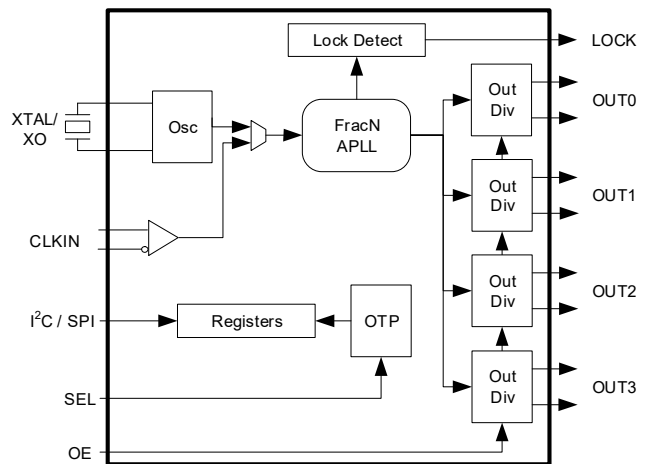 Lock Detect
LOCK
XTAL/
XO
Osc
FracN
APLL
Out
Div
OUT0
Out
Div
OUT1
CLKIN
Out
Div
OUT2
I²C / SPI
Registers
OTP
Out
Div
OUT3
SEL
OE